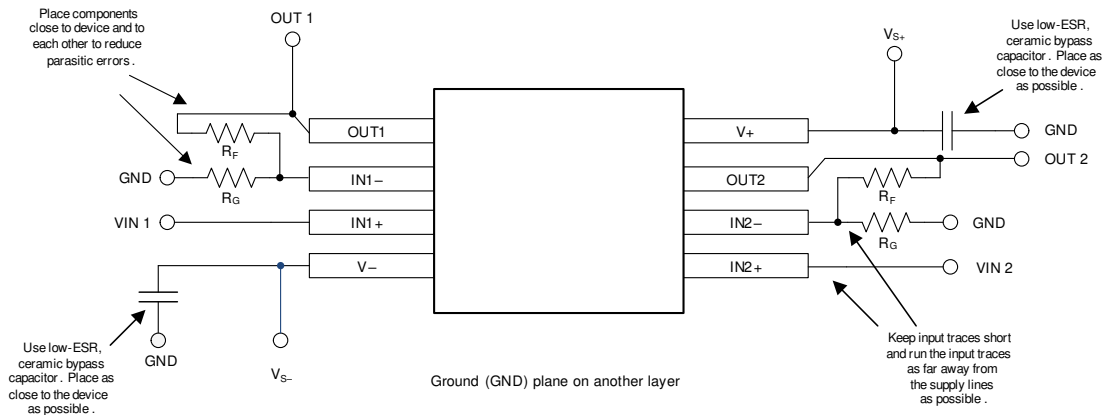 Place components
close to device and to
each other to reduce
parasitic errors .
OUT 1
VS+
Use low-ESR,
ceramic bypass
capacitor . Place as
close to the device
as possible .
OUT1
RF
GND
RG
IN1−
VIN 1
IN1+
V−
V+
GND
OUT 2
OUT2
RF
IN2−
RG
GND
IN2+
VIN 2
Use low-ESR,
ceramic bypass
capacitor . Place as
close to the device
as possible .
GND
VS−
Ground (GND) plane on another layer
Keep input traces short
and run the input traces
as far away from
the supply lines
as possible .